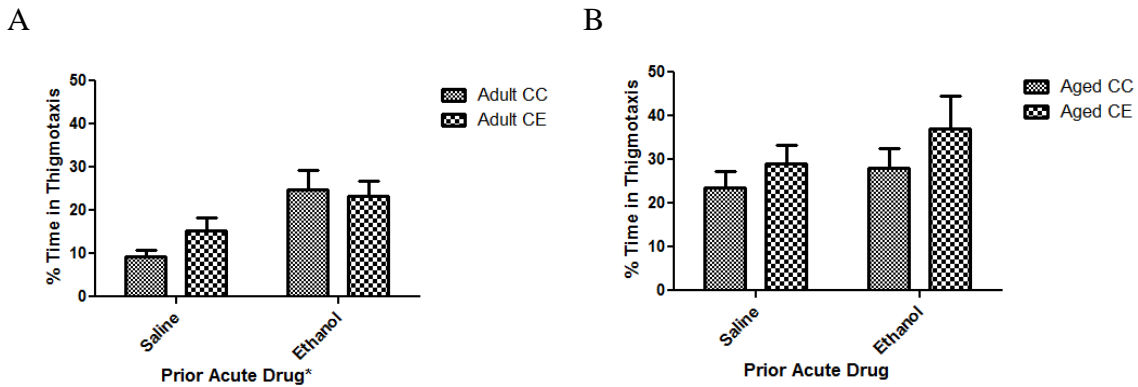 A
% Time in Thigmotaxis
50
40
30
20
10
0
Saline
Ethanol
Prior Acute Drug*
Adult CC
Adult CE
B
% Time in Thigmotaxis
50
40
30
20
10
0
Saline
Ethanol
Prior Acute Drug
Aged CC
Aged CE